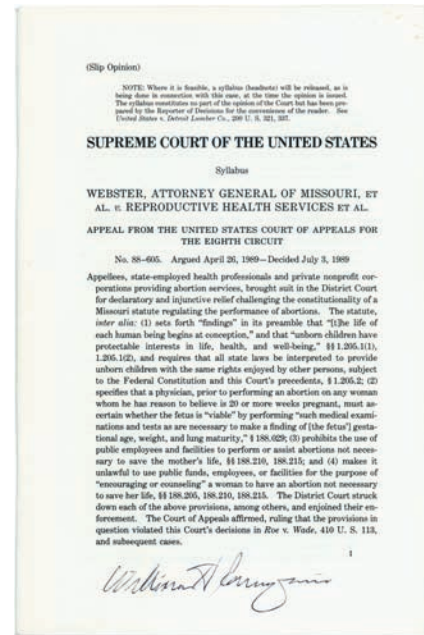 (Slip Opinion)
NOTE: Where it is feasible, a syllabus (headnote) will be released, as is
being done in connection with this case, at the time the opinion is issued.
The syllabus constitutes no part of the opinion of the Court but has been pre-
pared by the Reporter of Decisions for the convenience of the reader. See
United States v. Detroit Lumber Co., 200 U. S. 321, 337.
SUPREME COURT OF THE UNITED STATES
Syllabus
WEBSTER, ATTORNEY GENERAL OF MISSOURI, ET
AL. v. REPRODUCTIVE HEALTH SERVICES ET AL.
APPEAL FROM THE UNITED STATES COURT OF APPEALS FOR
THE EIGHTH CIRCUIT
No. 88–605. Argued April 26, 1989—Decided July 3, 1989
Appellees, state-employed health professionals and private nonprofit cor-
porations providing abortion services, brought suit in the District Court
for declaratory and injunctive relief challenging the constitutionality of a
Missouri statute regulating the performance of abortions. The statute,
inter alia: (1) sets forth "findings" in its preamble that "[t]he life of
each human being begins at conception," and that "unborn children have
protectable interests in life, health, and well-being," §§ 1.205.1(1),
1.205.1(2), and requires that all state laws be interpreted to provide
unborn children with the same rights enjoyed by other persons, subject
to the Federal Constitution and this Court's precedents, § 1.205.2; (2)
specifies that a physician, prior to performing an abortion on any woman
whom he has reason to believe is 20 or more weeks pregnant, must as-
certain whether the fetus is "viable" by performing "such medical exami-
nations and tests as are necessary to make a finding of [the fetus'] gesta-
tional age, weight, and lung maturity," § 188.029; (3) prohibits the use of
public employees and facilities to perform or assist abortions not neces-
sary to save the mother's life, §§ 188.210, 188.215; and (4) makes it
unlawful to use public funds, employees, or facilities for the purpose of
"encouraging or counseling" a woman to have an abortion not necessary
to save her life, §§ 188.205, 188.210, 188.215. The District Court struck
down each of the above provisions, among others, and enjoined their en-
forcement. The Court of Appeals affirmed, ruling that the provisions in
question violated this Court's decisions in Roe v. Wade, 410 U. S. 113,
and subsequent cases.
1
William